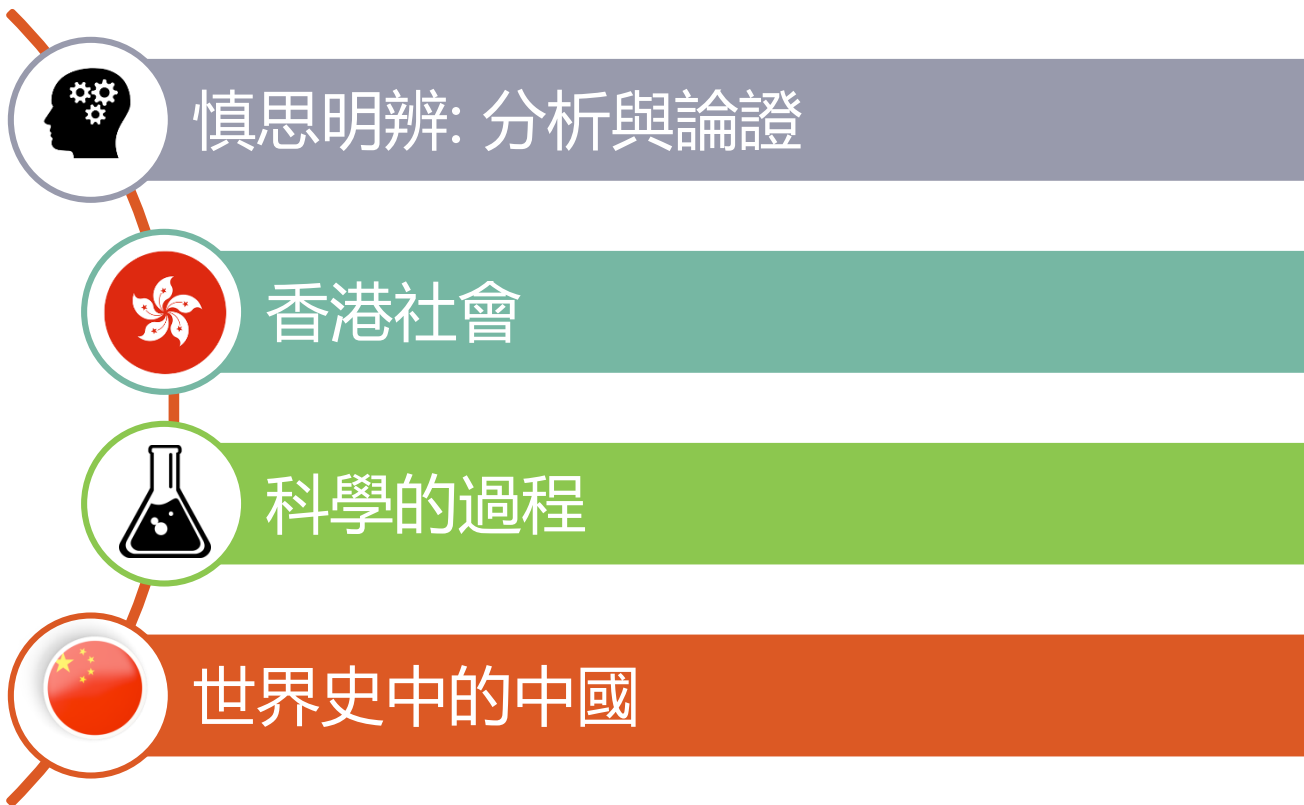 慎思明辨: 分析與論證
香港社會
科學的過程
世界史中的中國